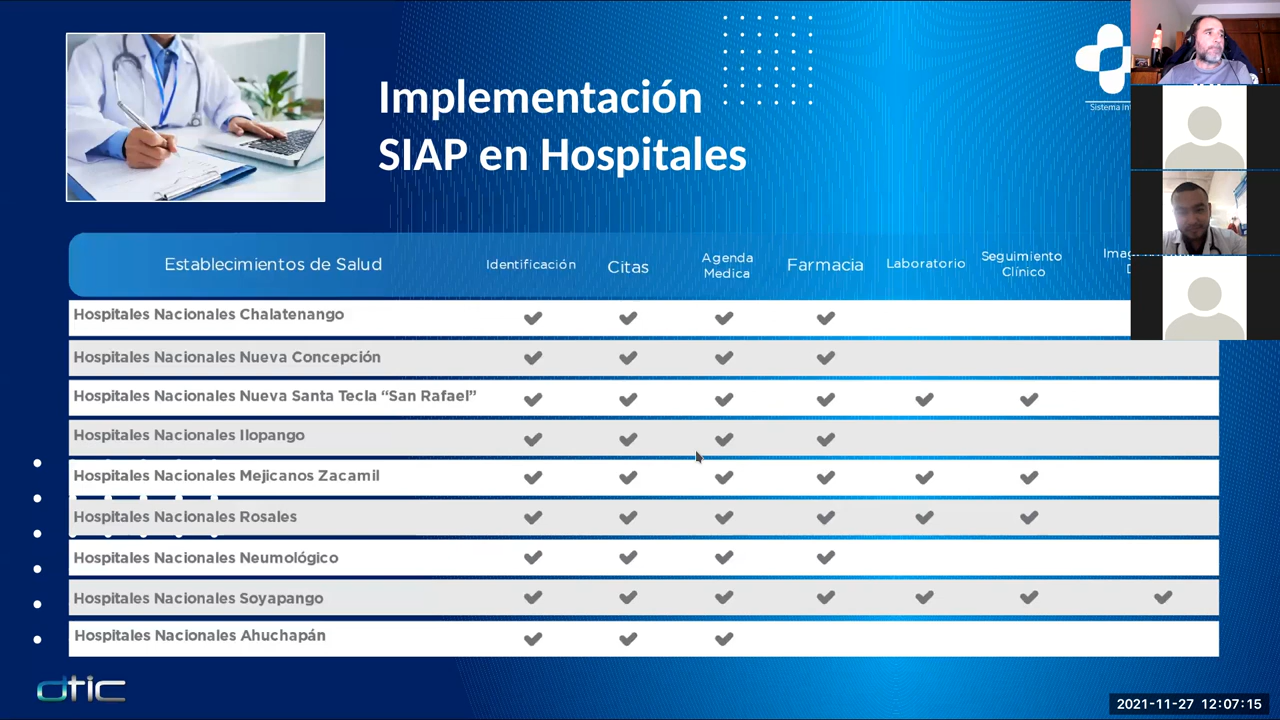 Implementación
SIAP en Hospitales
Sistema
Establecimientos de Salud
Identificación
Citas
Agenda
Medica
Farmacia
Laboratorio
Seguimiento
Clínico
Hospitales Nacionales Chalatenango
Hospitales Nacionales Nueva Concepción
Hospitales Nacionales Nueva Santa Tecla “San Rafael”
Hospitales Nacionales Ilopango
Hospitales Nacionales Mejicanos Zacamil
Hospitales Nacionales Rosales
Hospitales Nacionales Neumológico
Hospitales Nacionales Soyapango
Hospitales Nacionales Ahuchapán
dtic
2021-11-27 12:07:15